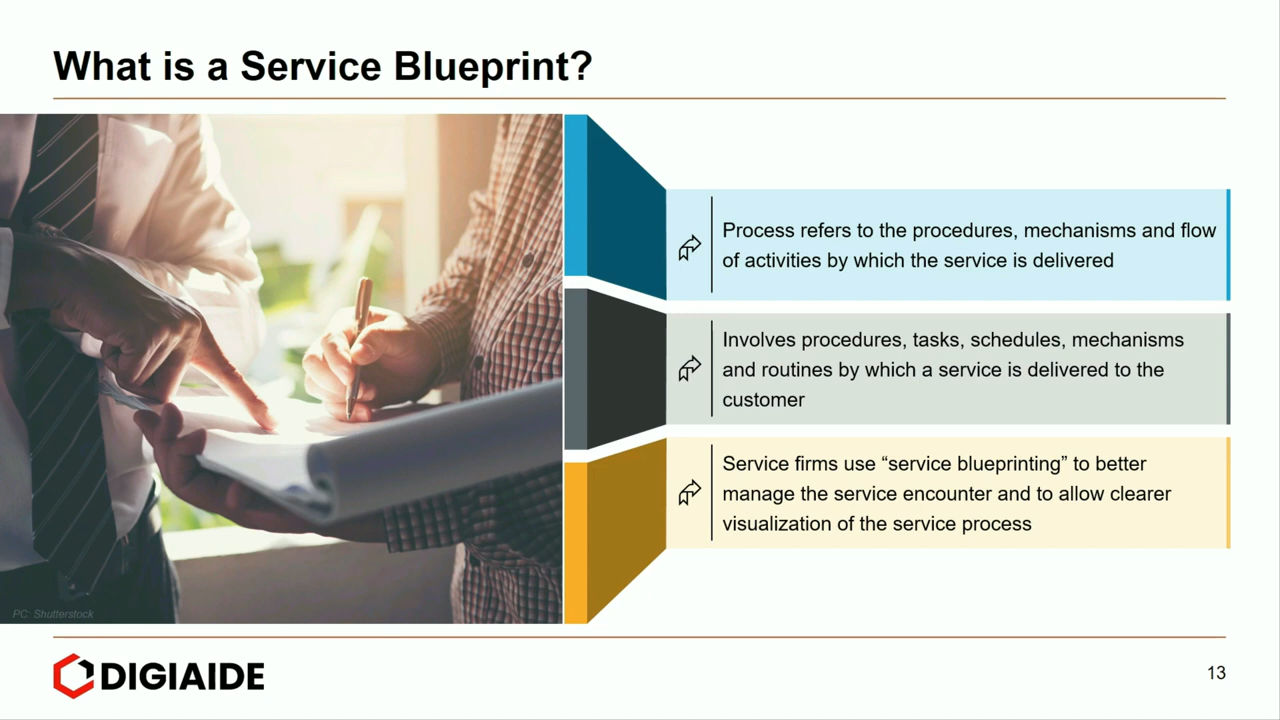 What is a Service Blueprint?
Process refers to the procedures, mechanisms and flow
of activities by which the service is delivered
Involves procedures, tasks, schedules, mechanisms
and routines by which a service is delivered to the
customer
Service firms use “service blueprinting” to better
manage the service encounter and to allow clearer
visualization of the service process
PC: Shutterstock
DIGIAIDE
13